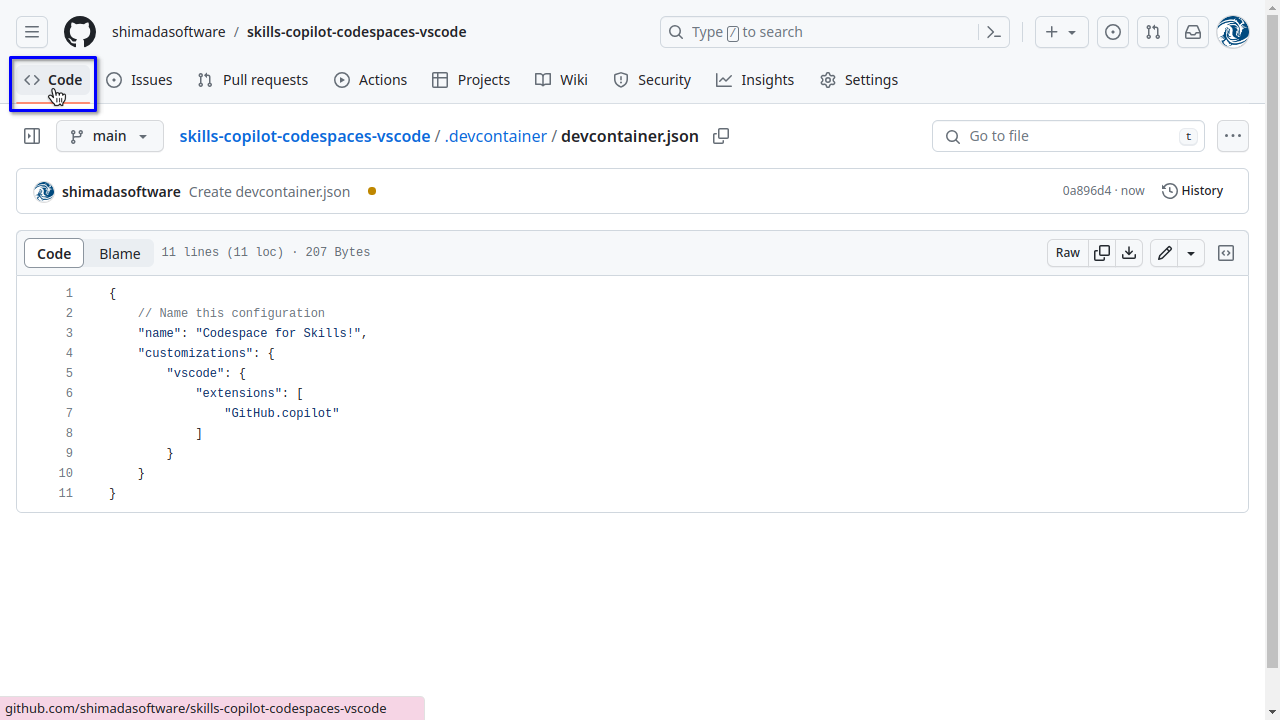 shimadasoftware / skills-copilot-codespaces-vscode Type / to search
Code Issues Pull requests Actions Projects Wiki Security Insights Settings
main skills-copilot-codespaces-vscode / .devcontainer / devcontainer.json Go to file t
shimadasoftware Create devcontainer.json 0a896d4 · now History
Code Blame 11 lines (11 loc) · 207 Bytes Raw
1 {
2 // Name this configuration
3 "name": "Codespace for Skills!",
4 "customizations": {
5 "vscode": {
6 "extensions": [
7 "GitHub.copilot"
8 ]
9 }
10 }
11 }
github.com/shimadasoftware/skills-copilot-codespaces-vscode